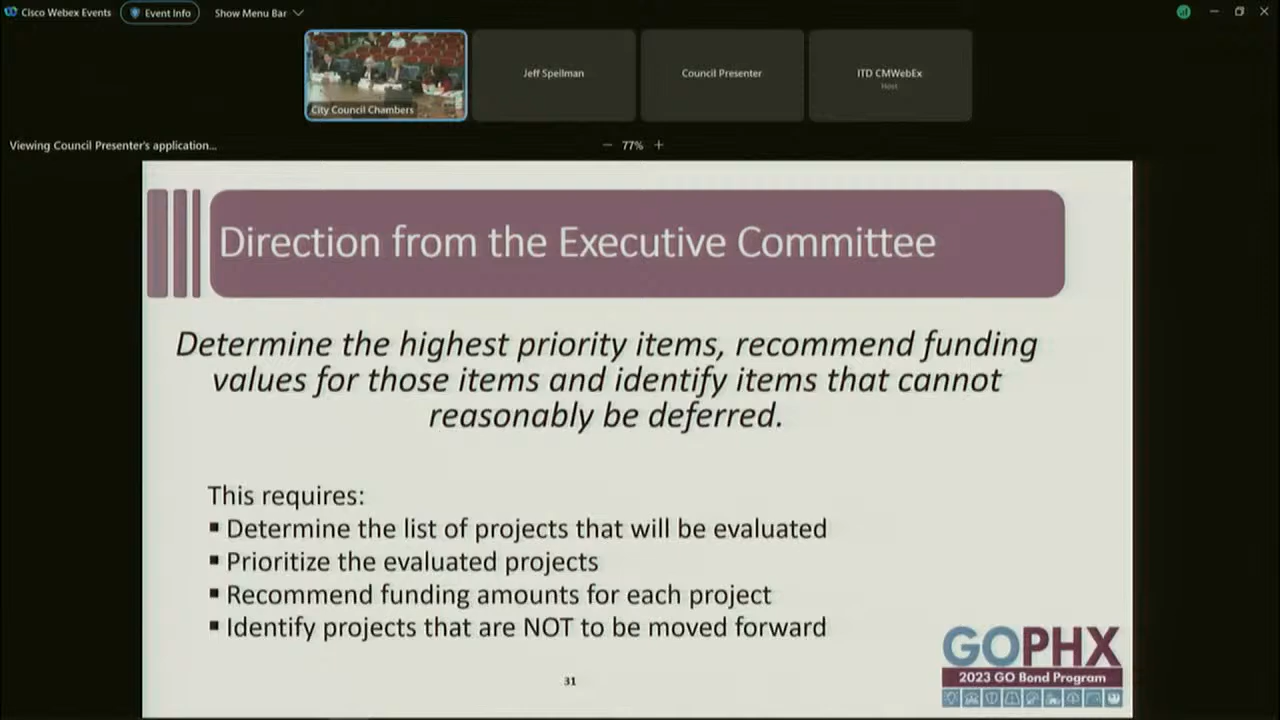 Cisco Webex Events
Event Info
Show Menu Bar
City Council Chambers
Jeff Spellman
Council Presenter
ITD CMWebEx
Host
Viewing Council Presenter's application...
77%
Direction from the Executive Committee
Determine the highest priority items, recommend funding
values for those items and identify items that cannot
reasonably be deferred.
This requires:
▪ Determine the list of projects that will be evaluated
▪ Prioritize the evaluated projects
▪ Recommend funding amounts for each project
▪ Identify projects that are NOT to be moved forward
31
GOPHX
2023 GO Bond Program